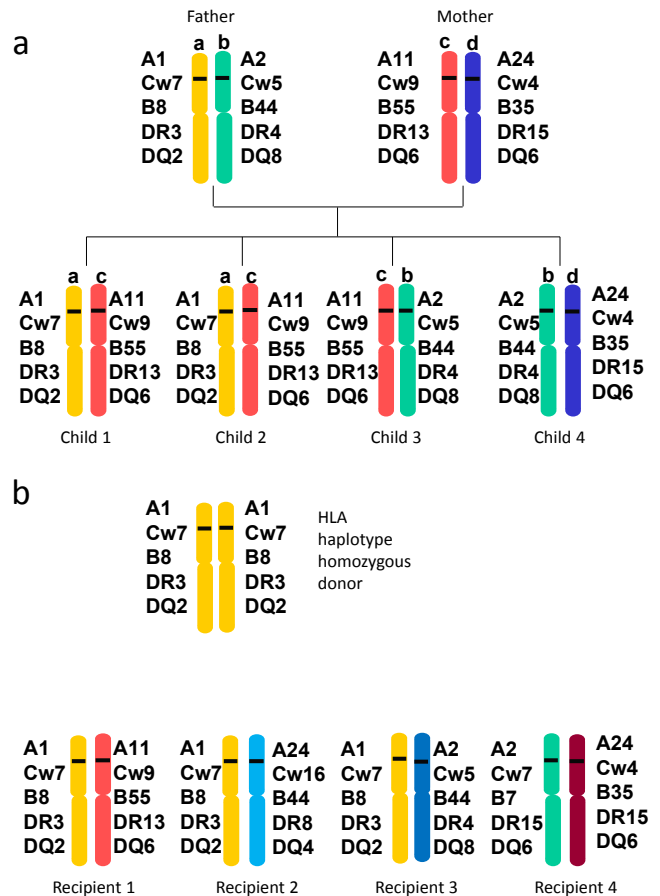 a
Father
Mother
a b
c d
A1
Cw7
B8
DR3
DQ2
A2
Cw5
B44
DR4
DQ8
A11
Cw9
B55
DR13
DQ6
A24
Cw4
B35
DR15
DQ6
a c
a c
c b
b d
A1
Cw7
B8
DR3
DQ2
A11
Cw9
B55
DR13
DQ6
Child 1
A1
Cw7
B8
DR3
DQ2
A11
Cw9
B55
DR13
DQ6
Child 2
A11
Cw9
B55
DR13
DQ6
A2
Cw5
B44
DR4
DQ8
Child 3
A2
Cw5
B44
DR4
DQ8
A24
Cw4
B35
DR15
DQ6
Child 4
b
A1
Cw7
B8
DR3
DQ2
A1
Cw7
B8
DR3
DQ2
HLA
haplotype
homozygous
donor
A1
Cw7
B8
DR3
DQ2
A11
Cw9
B55
DR13
DQ6
Recipient 1
A1
Cw7
B8
DR3
DQ2
A24
Cw16
B44
DR8
DQ4
Recipient 2
A1
Cw7
B8
DR3
DQ2
A2
Cw5
B44
DR4
DQ8
Recipient 3
A2
Cw7
B7
DR15
DQ6
A24
Cw4
B35
DR15
DQ6
Recipient 4